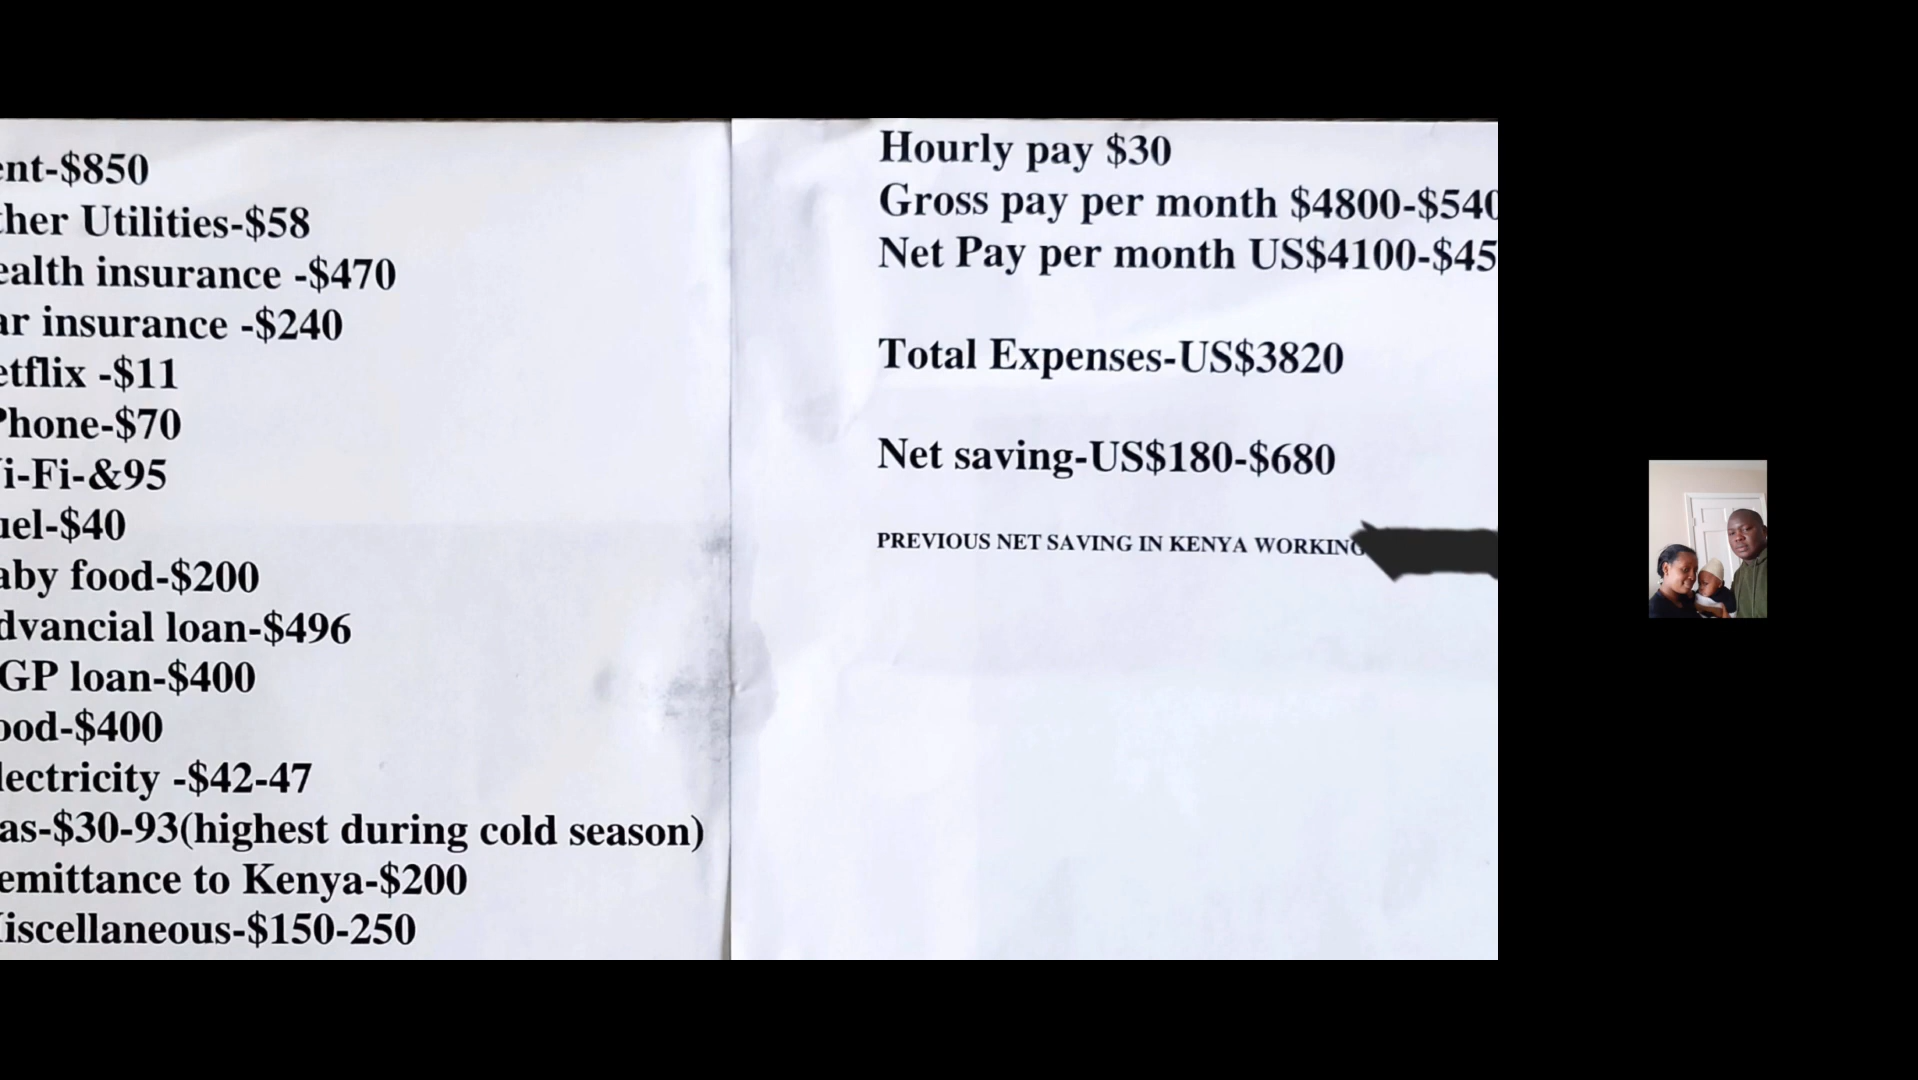 ent-$850
ther Utilities-$58
ealth insurance -$470
ar insurance -$240
etflix -$11
Phone-$70
i-Fi-&95
uel-$40
aby food-$200
dvancial loan-$496
GP loan-$400
ood-$400
lectricity -$42-47
as-$30-93(highest during cold season)
emittance to Kenya-$200
iscellaneous-$150-250
Hourly pay $30
Gross pay per month $4800-$540
Net Pay per month US$4100-$45
Total Expenses-US$3820
Net saving-US$180-$680
PREVIOUS NET SAVING IN KENYA WORKING